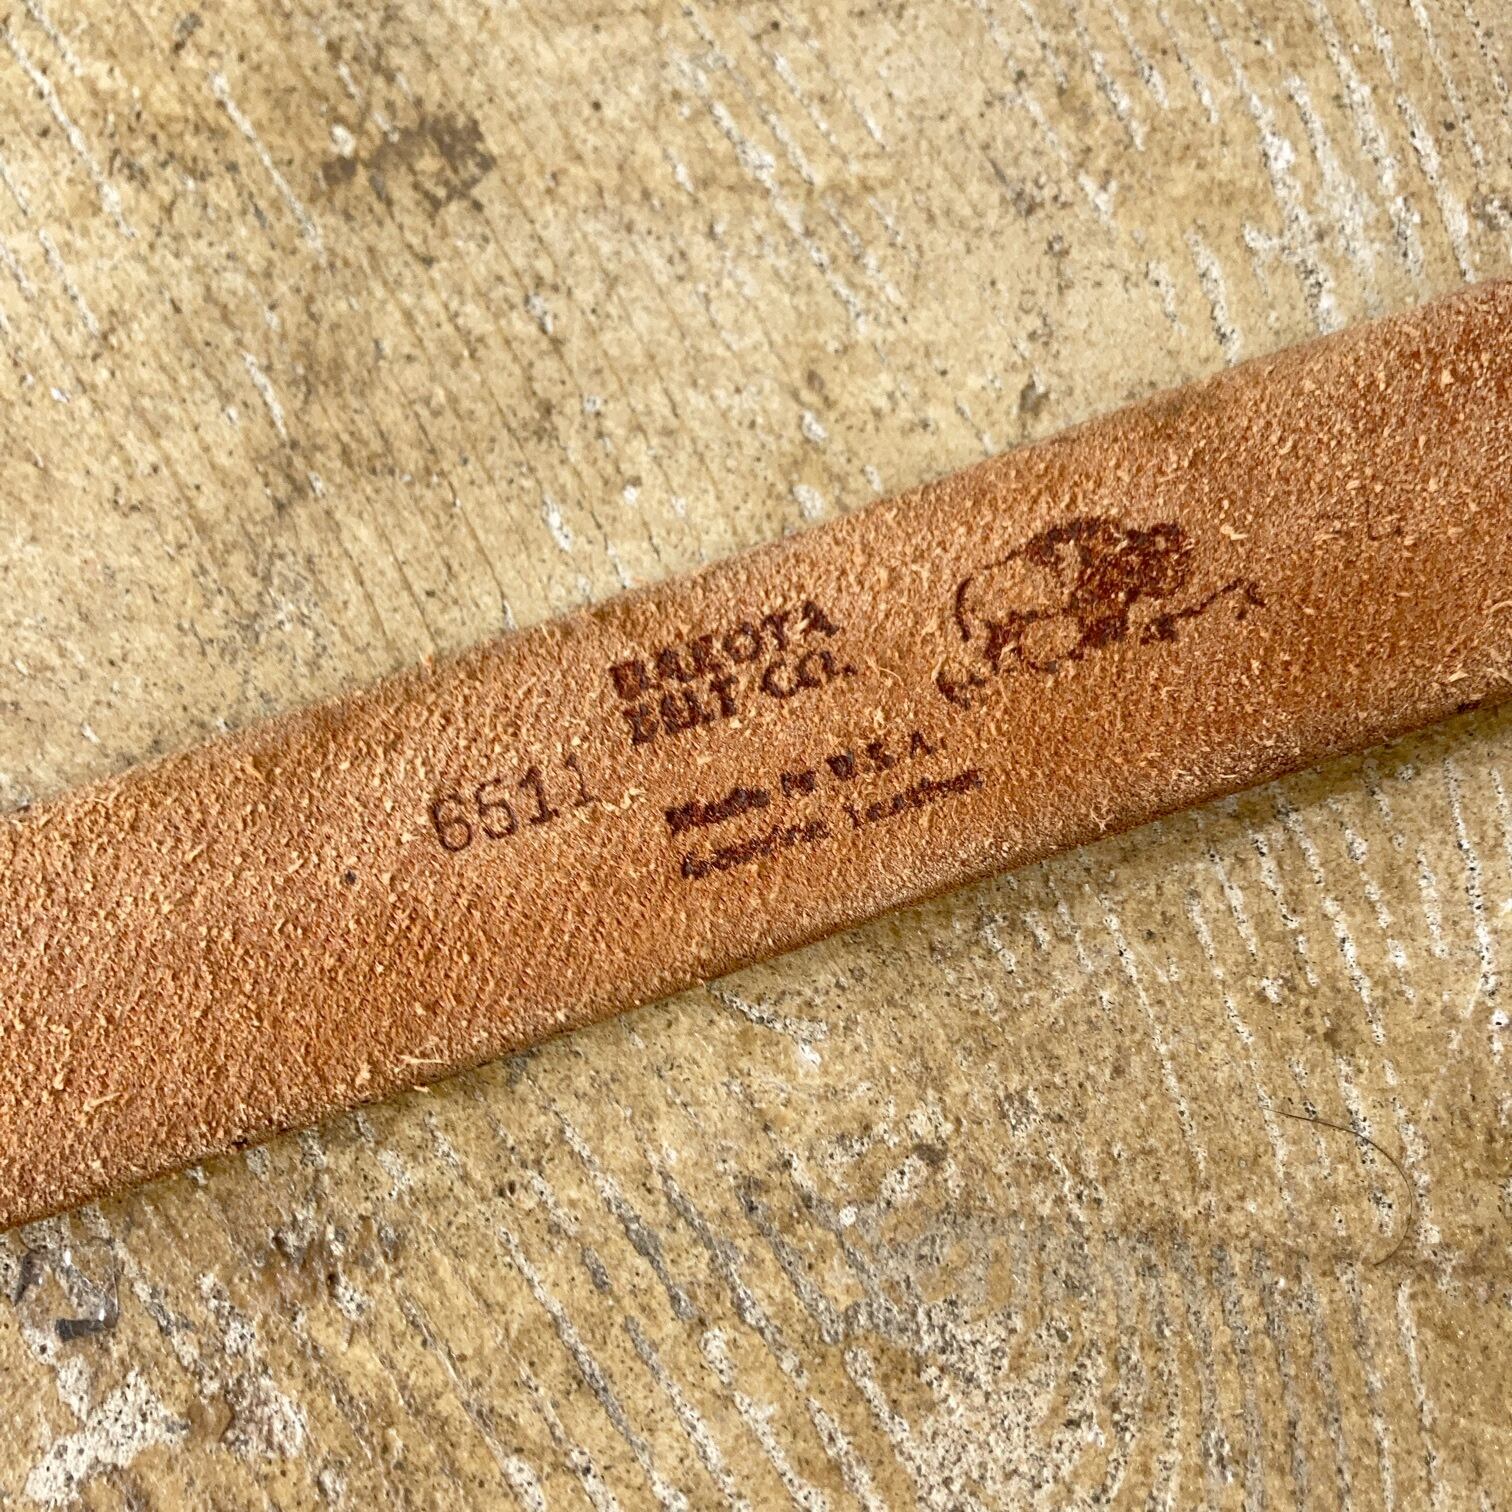 DAKOTA
BELT CO.
6511
Made in U.S.A.
Genuine Leather